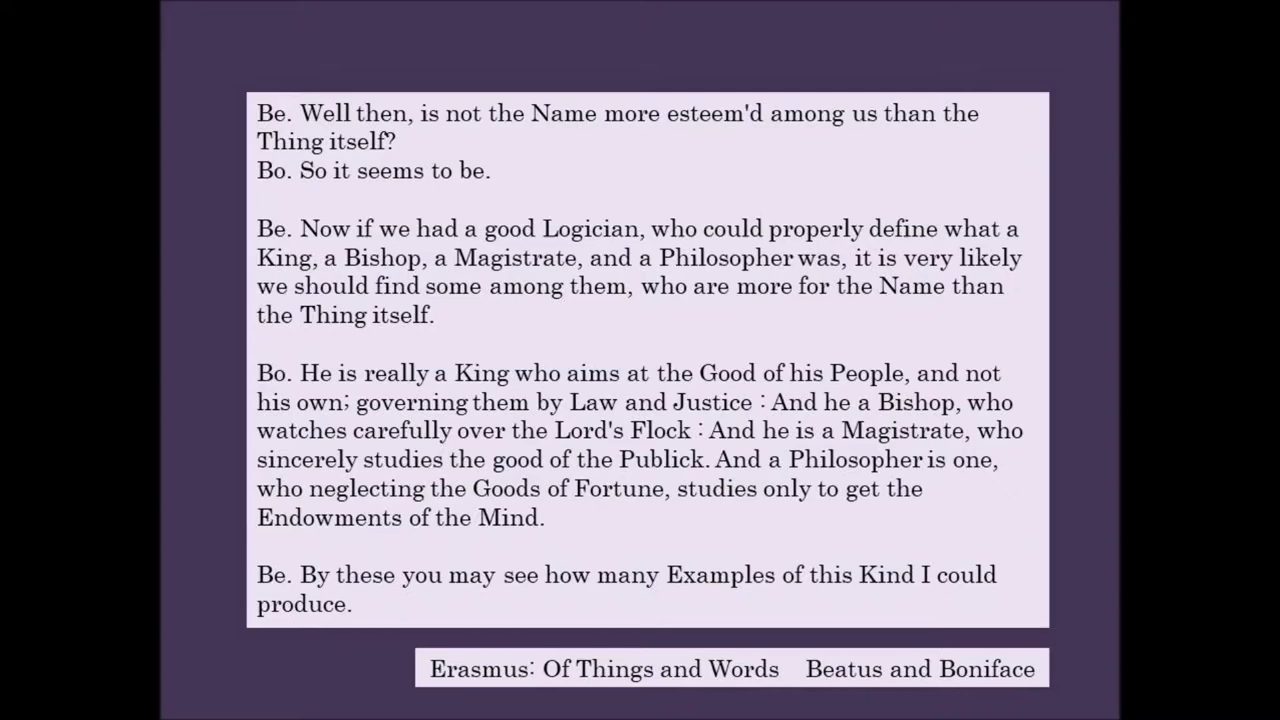 Be. Well then, is not the Name more esteem'd among us than the
Thing itself?
Bo. So it seems to be.
Be. Now if we had a good Logician, who could properly define what a
King, a Bishop, a Magistrate, and a Philosopher was, it is very likely
we should find some among them, who are more for the Name than
the Thing itself.
Bo. He is really a King who aims at the Good of his People, and not
his own; governing them by Law and Justice : And he a Bishop, who
watches carefully over the Lord's Flock : And he is a Magistrate, who
sincerely studies the good of the Publick. And a Philosopher is one,
who neglecting the Goods of Fortune, studies only to get the
Endowments of the Mind.
Be. By these you may see how many Examples of this Kind I could
produce.
Erasmus: Of Things and Words Beatus and Boniface